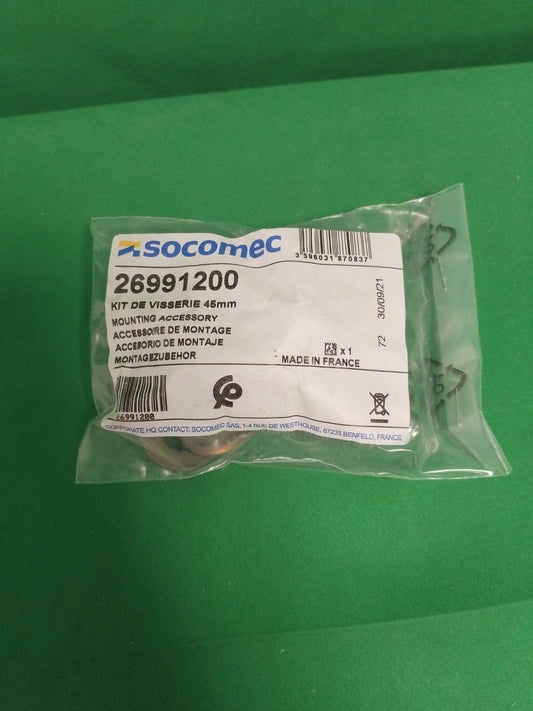 socomec
3 596031 870837
26991200
KIT DE VISSERIE 45mm
MOUNTING ACCESSORY
ACCESSOIRE DE MONTAGE
ACCESORIO DE MONTAJE
MONTAGEZUBEHOR
x 1
MADE IN FRANCE
72 30/09/21
26991200
CORPORATE HQ CONTACT: SOCOMEC SAS, 1-4 RUE DE WESTHOUSE, 67235 BENFELD, FRANCE